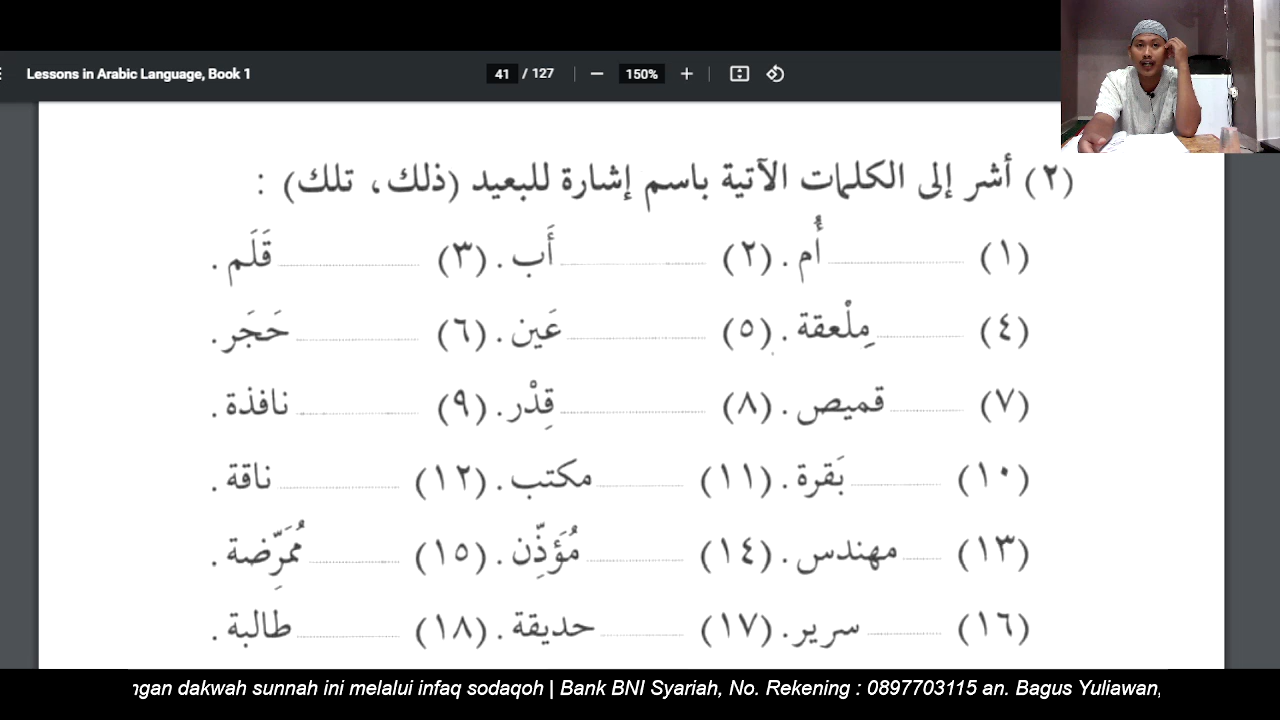 Lessons in Arabic Language, Book 1
41 / 127
150%
(٢) أشر إلى الكلمات الآتية باسم إشارة للبعيد (ذلك، تلك) :
(١) ............ أُم . (٢) ............ أَب . (٣) ............ قَلَم .
(٤) ............ مِلْعقة . (٥) ............ عَين . (٦) ............ حَجَر .
(٧) ............ قميص . (٨) ............ قِدْر . (٩) ............ نافذة .
(١٠) ............ بَقرة . (١١) ............ مكتب . (١٢) ............ ناقة .
(١٣) ............ مهندس . (١٤) ............ مُؤَذِّن . (١٥) ............ مُمَرِّضة .
(١٦) ............ سرير . (١٧) ............ حديقة . (١٨) ............ طالبة .
ngan dakwah sunnah ini melalui infaq sodaqoh | Bank BNI Syariah, No. Rekening : 0897703115 an. Bagus Yuliawan,